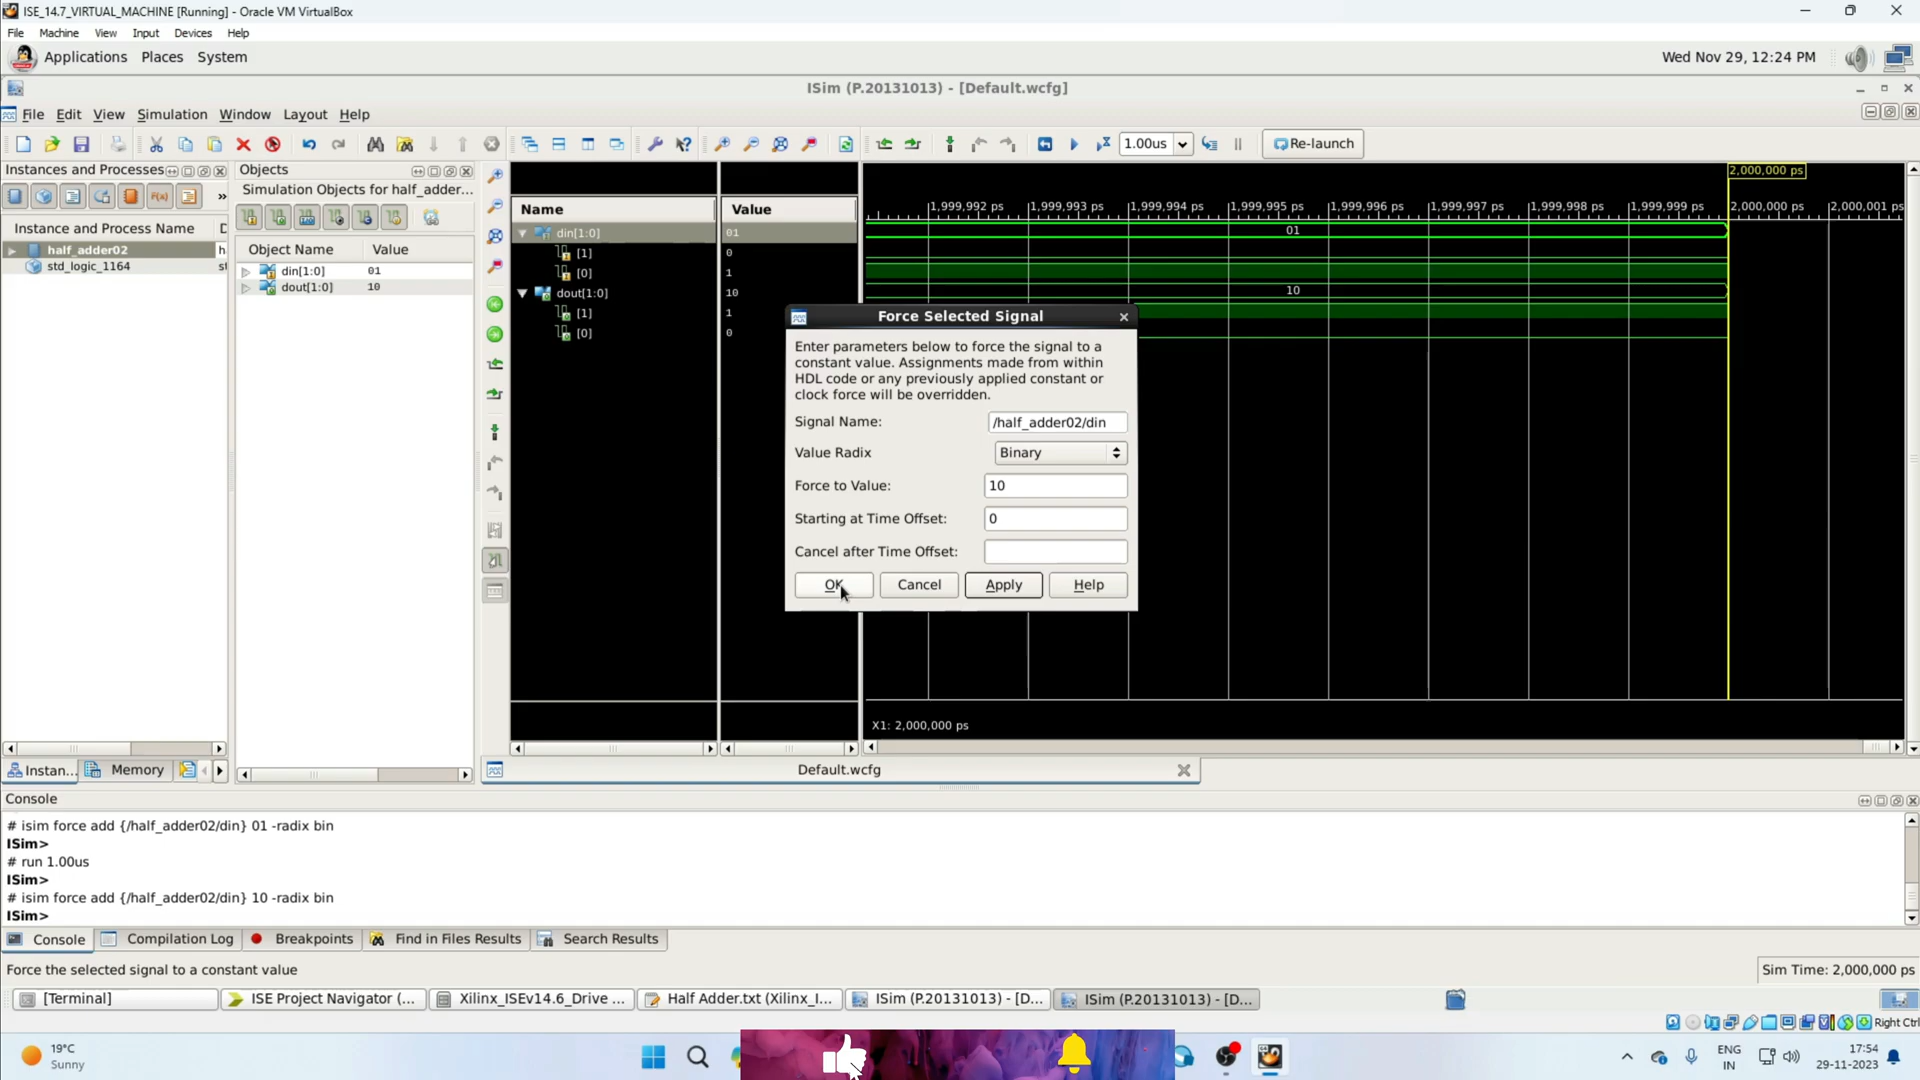 ISE_14.7_VIRTUAL_MACHINE [Running] - Oracle VM VirtualBox
File Machine View Input Devices Help
Applications Places System
Wed Nov 29, 12:24 PM
ISim (P.20131013) - [Default.wcfg]
File Edit View Simulation Window Layout Help
1.00us
Re-launch
Instances and Processes
Instance and Process Name
half_adder02
std_logic_1164 st
Instan...
Memory
Objects
Simulation Objects for half_adder...
Object Name Value
din[1:0] 01
dout[1:0] 10
Name Value
din[1:0] 01
[1] 0
[0] 1
dout[1:0] 10
[1] 1
[0] 0
2,000,000 ps
1,999,992 ps 1,999,993 ps 1,999,994 ps 1,999,995 ps 1,999,996 ps 1,999,997 ps 1,999,998 ps 1,999,999 ps 2,000,000 ps 2,000,001 ps
01
10
X1: 2,000,000 ps
Default.wcfg
Force Selected Signal
Enter parameters below to force the signal to a
constant value. Assignments made from within
HDL code or any previously applied constant or
clock force will be overridden.
Signal Name: /half_adder02/din
Value Radix Binary
Force to Value: 10
Starting at Time Offset: 0
Cancel after Time Offset:
OK Cancel Apply Help
Console
# isim force add {/half_adder02/din} 01 -radix bin
ISim>
# run 1.00us
ISim>
# isim force add {/half_adder02/din} 10 -radix bin
ISim>
Console Compilation Log Breakpoints Find in Files Results Search Results
Force the selected signal to a constant value
Sim Time: 2,000,000 ps
[Terminal] ISE Project Navigator (... Xilinx_ISEv14.6_Drive ... Half Adder.txt (Xilinx_I... ISim (P.20131013) - [D... ISim (P.20131013) - [D...
Right Ctrl
19°C
Sunny
ENG
IN
17:54
29-11-2023